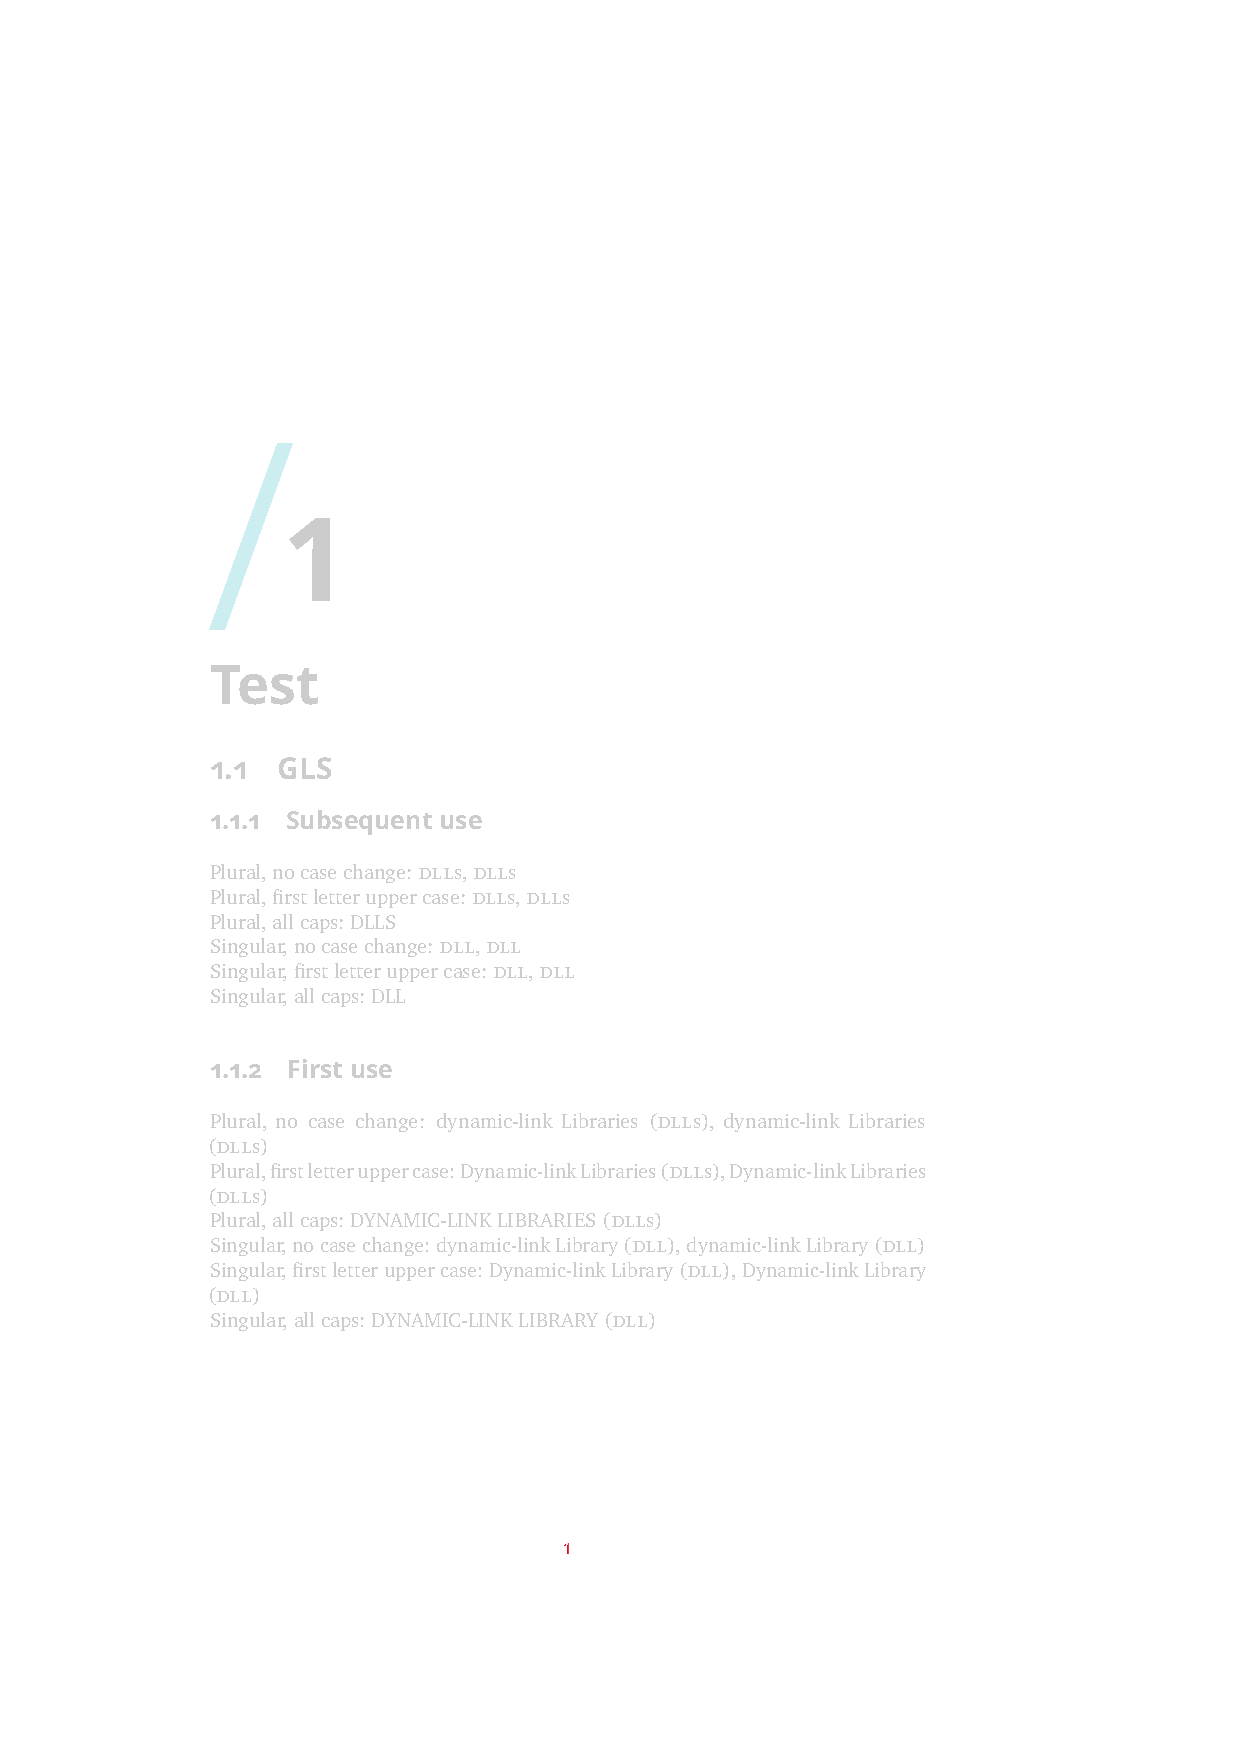 /1
Test
1.1 GLS
1.1.1 Subsequent use
Plural, no case change: DLLs, DLLs
Plural, first letter upper case: DLLs, DLLs
Plural, all caps: DLLS
Singular, no case change: DLL, DLL
Singular, first letter upper case: DLL, DLL
Singular, all caps: DLL
1.1.2 First use
Plural, no case change: dynamic-link Libraries (DLLs), dynamic-link Libraries
(DLLs)
Plural, first letter upper case: Dynamic-link Libraries (DLLs), Dynamic-link Libraries
(DLLs)
Plural, all caps: DYNAMIC-LINK LIBRARIES (DLLs)
Singular, no case change: dynamic-link Library (DLL), dynamic-link Library (DLL)
Singular, first letter upper case: Dynamic-link Library (DLL), Dynamic-link Library
(DLL)
Singular, all caps: DYNAMIC-LINK LIBRARY (DLL)
1